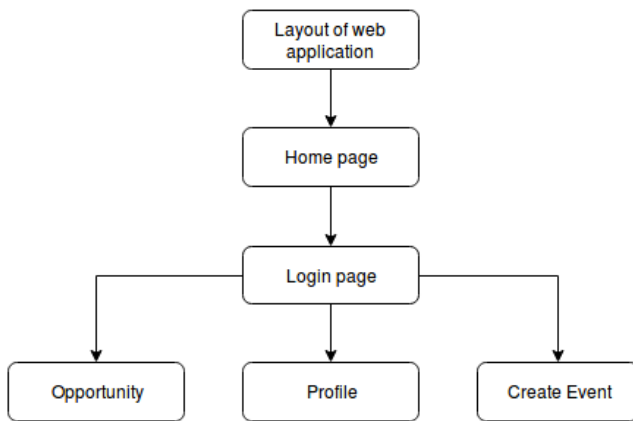 Layout of web
application
Home page
Login page
Opportunity
Profile
Create Event